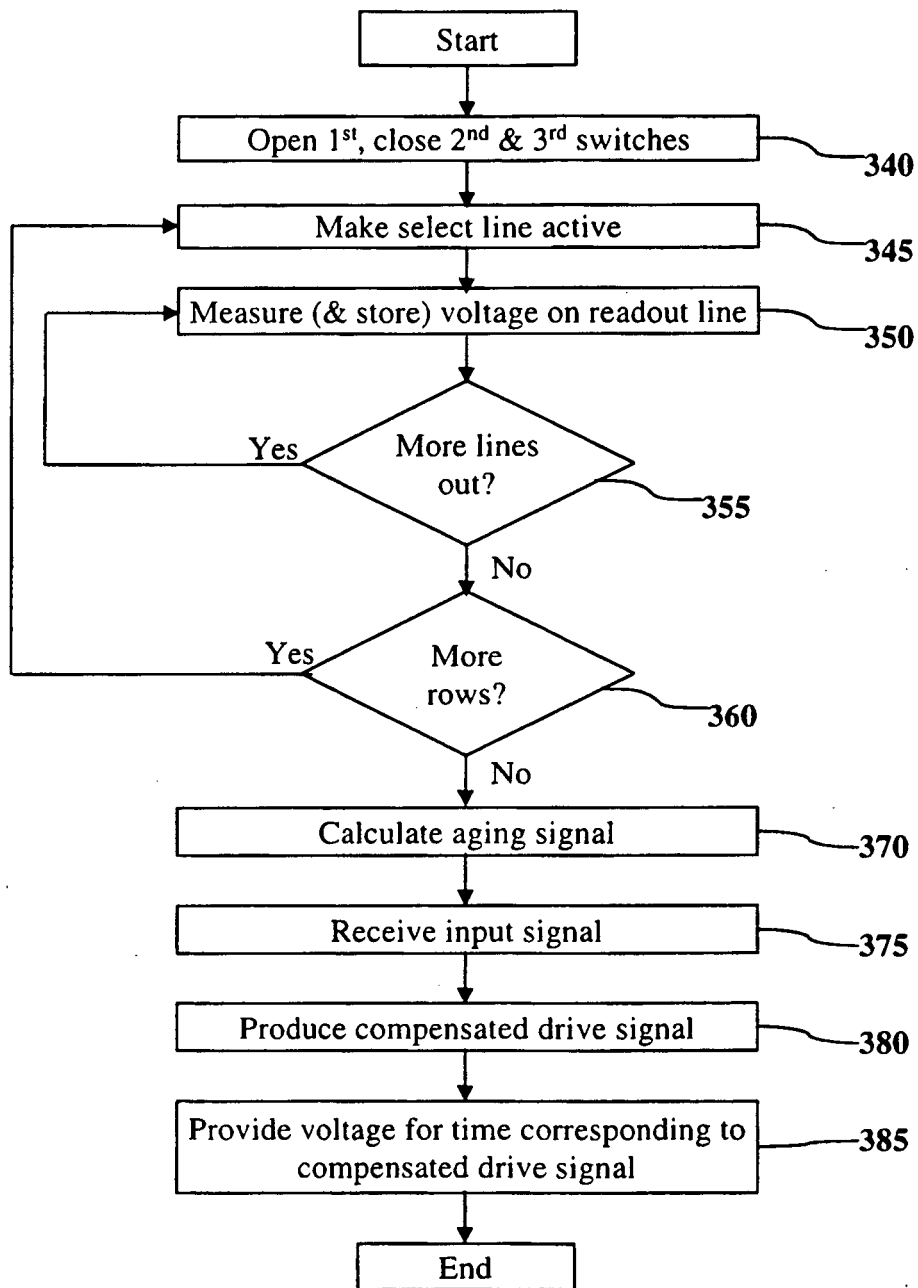 Start
Open 1st, close 2nd & 3rd switches
340
Make select line active
345
Measure (& store) voltage on readout line
350
Yes
More lines
out?
355
No
Yes
More
rows?
360
No
Calculate aging signal
370
Receive input signal
375
Produce compensated drive signal
380
Provide voltage for time corresponding to
compensated drive signal
385
End